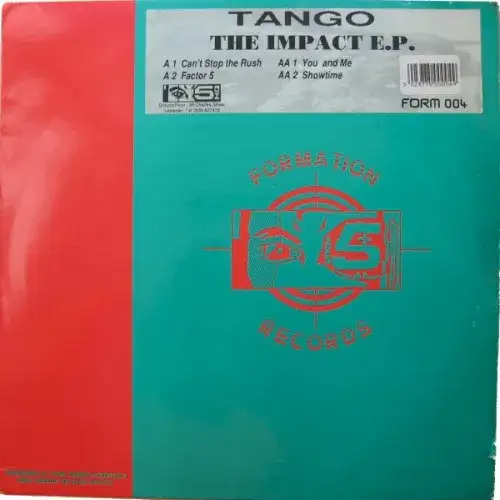 TANGO
THE IMPACT E.P.
A 1 Can't Stop the Rush AA 1 You and Me
A 2 Factor 5 AA 2 Showtime
FORM 004
FORMATION
5
RECORDS